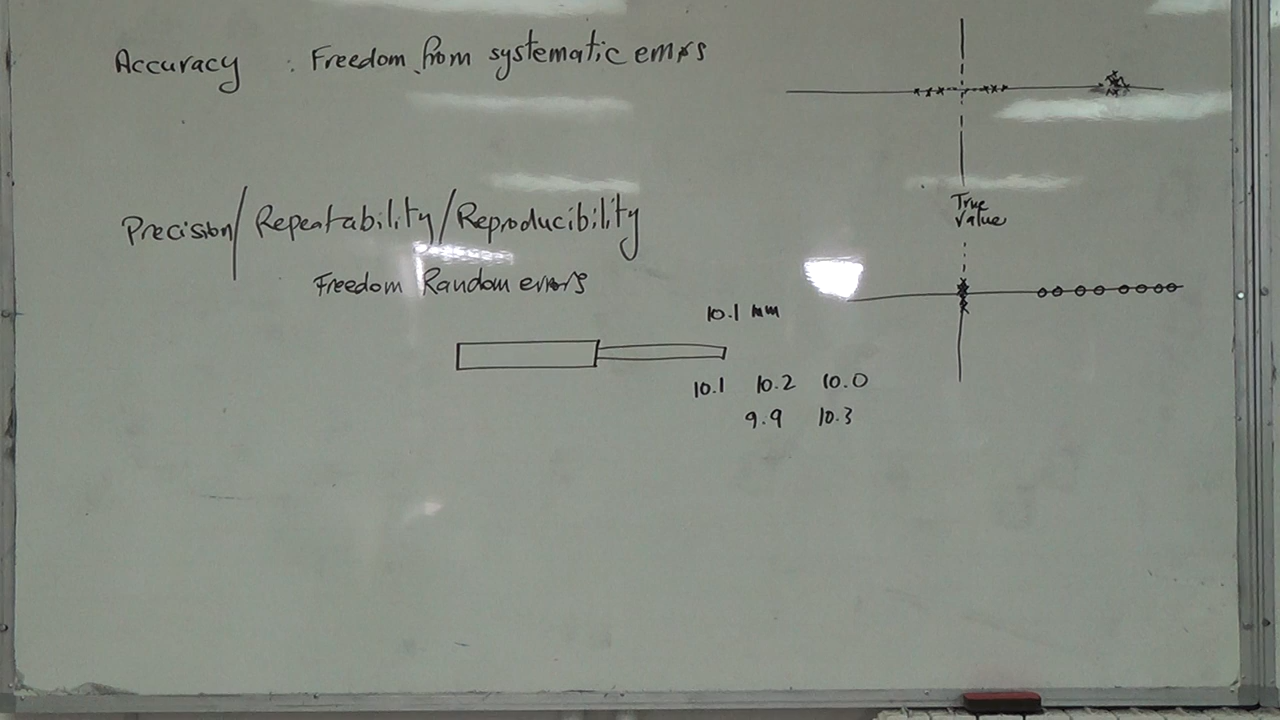 Accuracy : Freedom from systematic errors
True
Value
Precision/Repeatability/Reproducibility
Freedom Random errors
10.1 mm
10.1 10.2 10.0
9.9 10.3